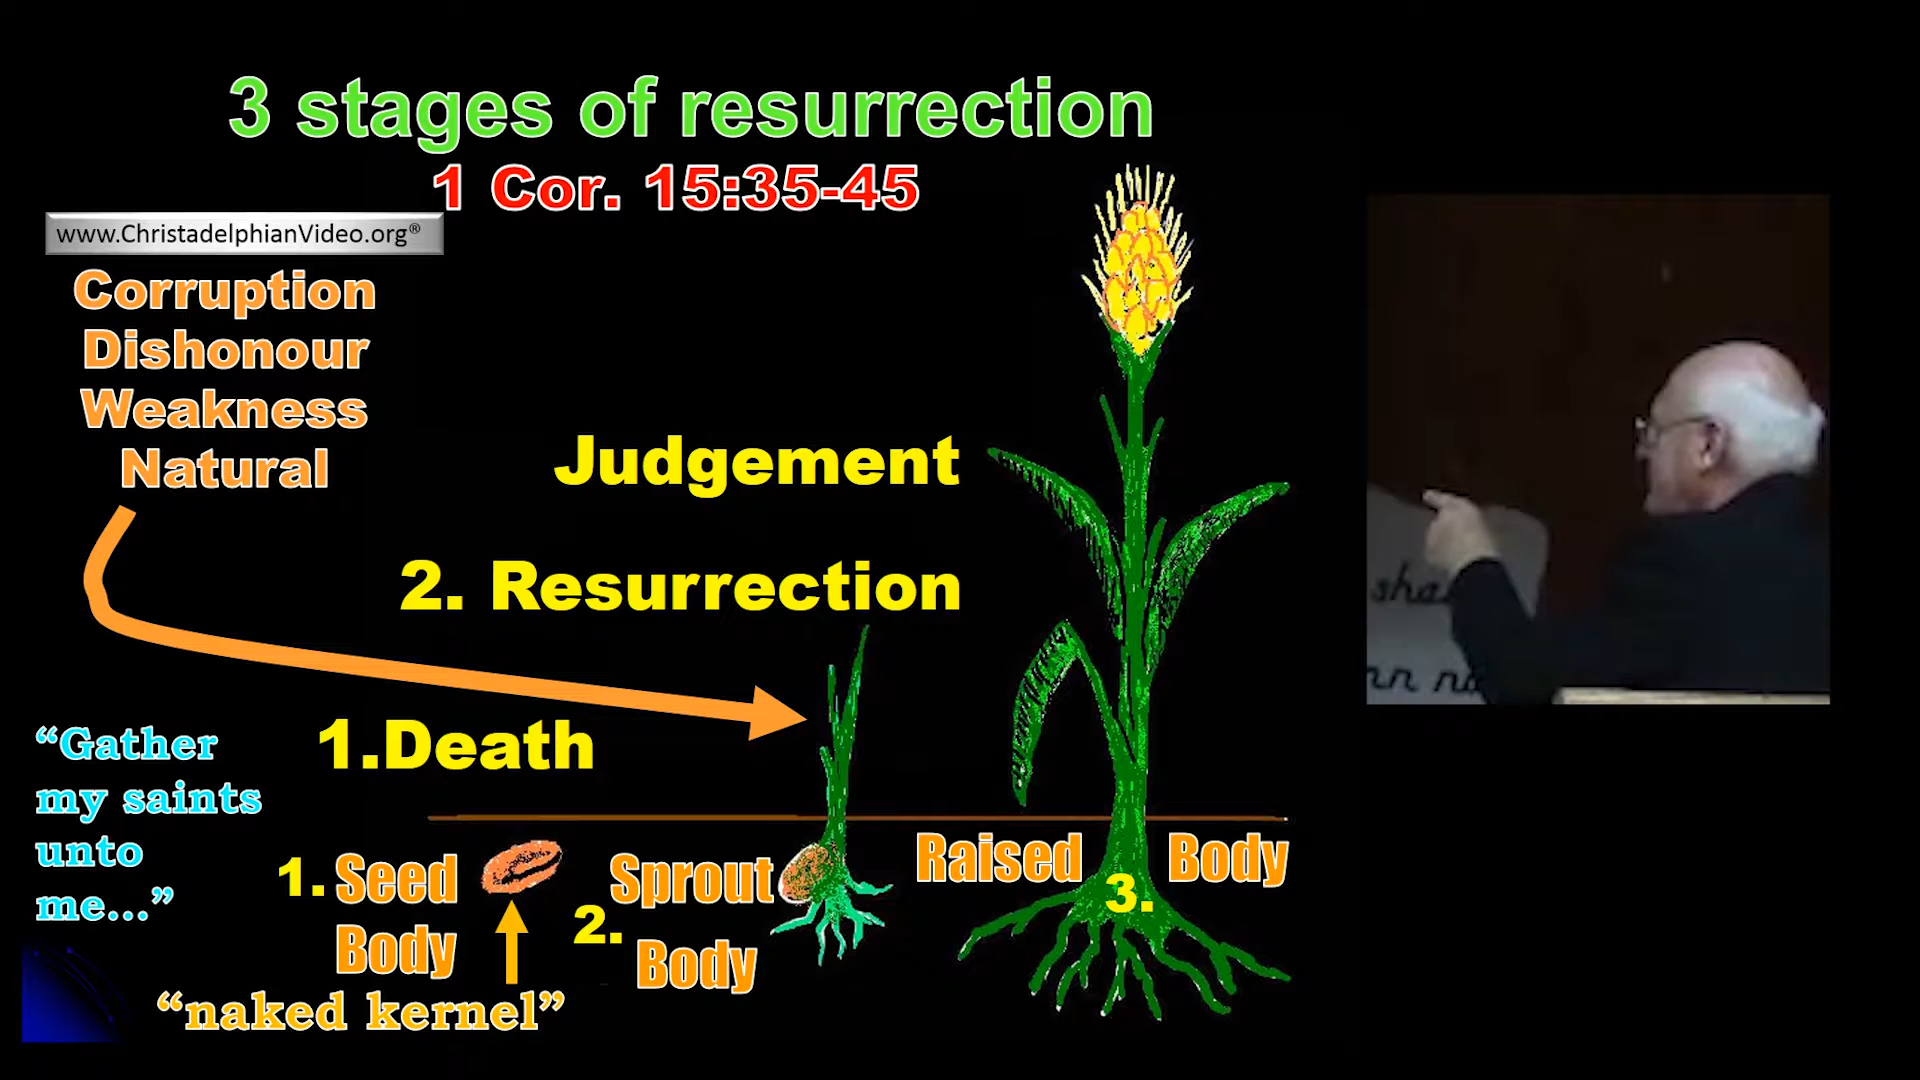 3 stages of resurrection
1 Cor. 15:35-45
www.ChristadelphianVideo.org®
Corruption
Dishonour
Weakness
Natural
Judgement
2. Resurrection
1.Death
“Gather
my saints
unto
me...”
1. Seed
Body
“naked kernel”
Sprout
2.
Body
Raised Body
3.